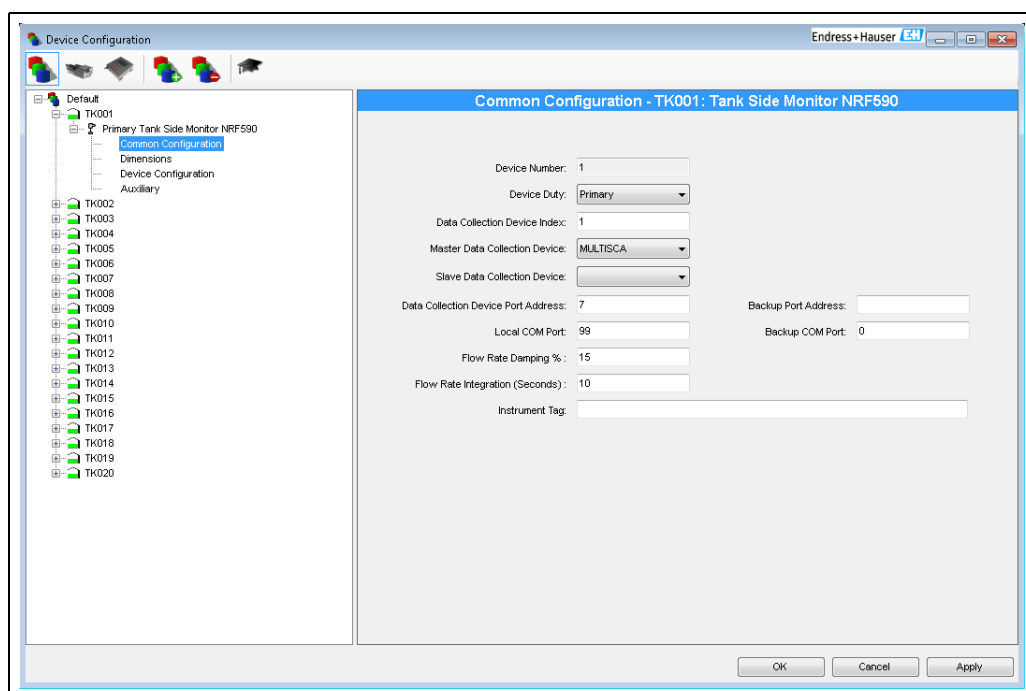 Device Configuration
Endress+Hauser EH
Default
TK001
Primary Tank Side Monitor NRF590
Common Configuration
Dimensions
Device Configuration
Auxiliary
TK002
TK003
TK004
TK005
TK006
TK007
TK008
TK009
TK010
TK011
TK012
TK013
TK014
TK015
TK016
TK017
TK018
TK019
TK020
Common Configuration - TK001: Tank Side Monitor NRF590
Device Number: 1
Device Duty: Primary
Data Collection Device Index: 1
Master Data Collection Device: MULTISCA
Slave Data Collection Device:
Data Collection Device Port Address: 7 Backup Port Address:
Local COM Port: 99 Backup COM Port: 0
Flow Rate Damping % : 15
Flow Rate Integration (Seconds) : 10
Instrument Tag:
OK Cancel Apply